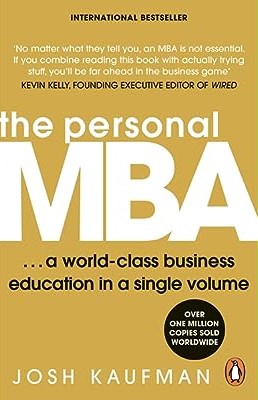 INTERNATIONAL BESTSELLER
'No matter what they tell you, an MBA is not essential.
If you combine reading this book with actually trying
stuff, you'll be far ahead in the business game'
KEVIN KELLY, FOUNDING EXECUTIVE EDITOR OF WIRED
the personal
MBA
...a world-class business
education in a single volume
OVER
ONE MILLION
COPIES SOLD
WORLDWIDE
JOSH KAUFMAN